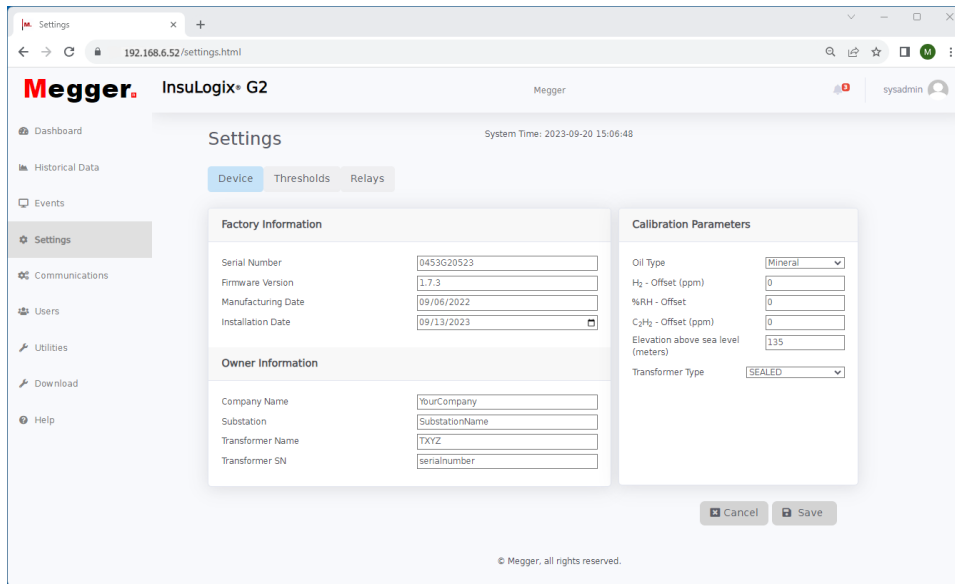 M. Settings
192.168.6.52/settings.html
M
Megger.
InsuLogix® G2
Megger
3
sysadmin
Dashboard
Historical Data
Events
Settings
Communications
Users
Utilities
Download
Help
Settings
System Time: 2023-09-20 15:06:48
Device Thresholds Relays
Factory Information
Serial Number 0453G20523
Firmware Version 1.7.3
Manufacturing Date 09/06/2022
Installation Date 09/13/2023
Owner Information
Company Name YourCompany
Substation SubstationName
Transformer Name TXYZ
Transformer SN serialnumber
Calibration Parameters
Oil Type Mineral
H₂ - Offset (ppm) 0
%RH - Offset 0
C₂H₂ - Offset (ppm) 0
Elevation above sea level 135
(meters)
Transformer Type SEALED
Cancel Save
© Megger, all rights reserved.